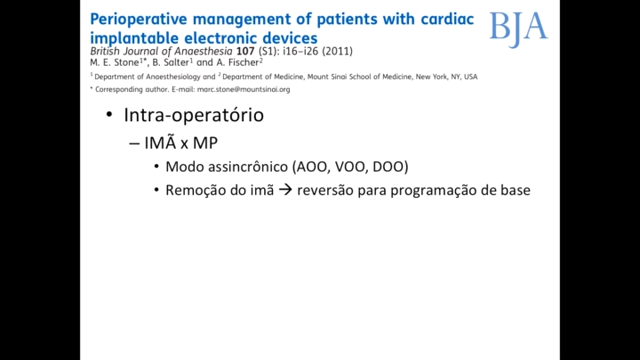 Perioperative management of patients with cardiac
implantable electronic devices
BJA
British Journal of Anaesthesia 107 (S1): i16–i26 (2011)
M. E. Stone1*, B. Salter1 and A. Fischer2
1 Department of Anaesthesiology and 2 Department of Medicine, Mount Sinai School of Medicine, New York, NY, USA
* Corresponding author. E-mail: marc.stone@mountsinai.org
• Intra-operatório
– IMÃ x MP
• Modo assincrônico (AOO, VOO, DOO)
• Remoção do imã → reversão para programação de base